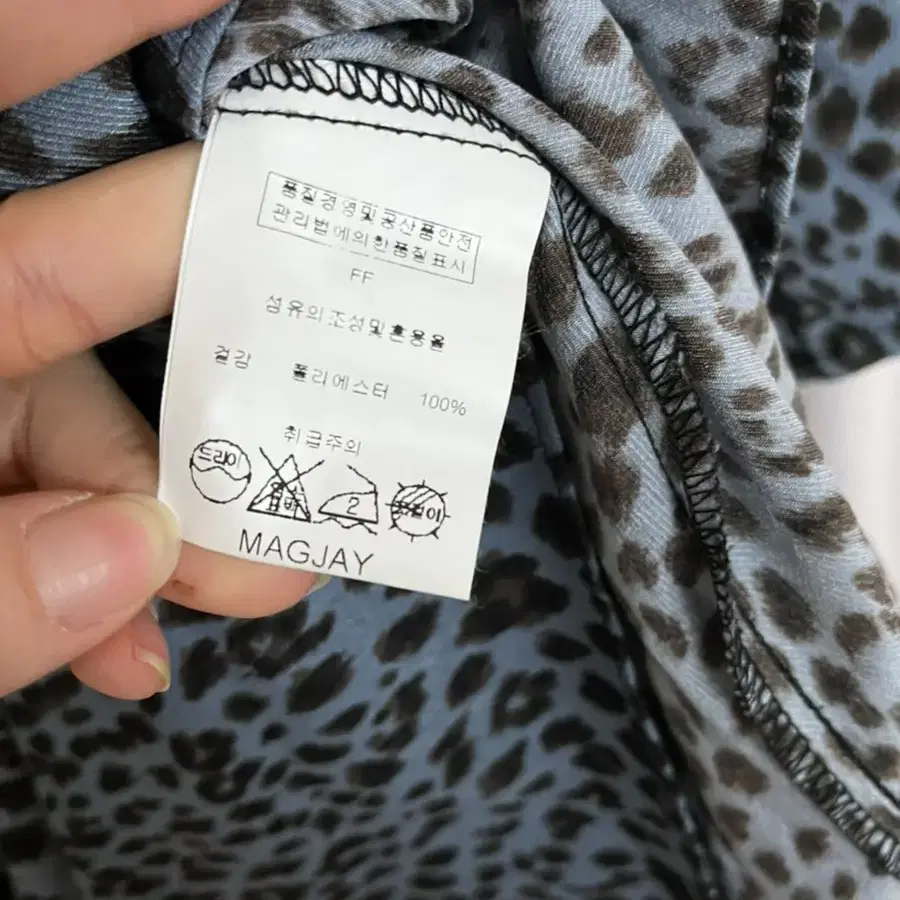 품질경영및공산품안전
관리법에의한품질표시
FF
섬유의조성및혼용율
겉감 폴리에스터 100%
취급주의
드라이 2
MAGJAY